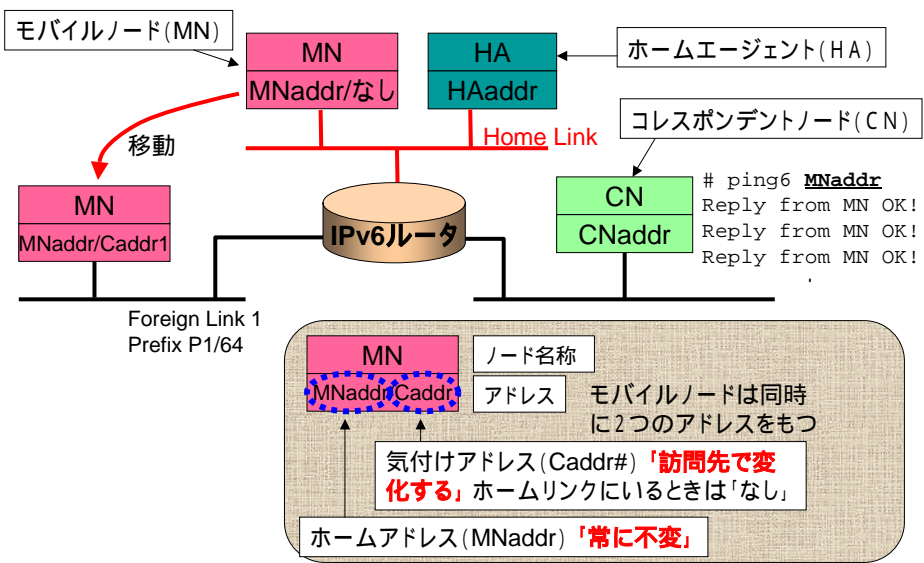 モバイルノード(MN)
MN
MNaddr/なし
HA
HAaddr
ホームエージェント(HA)
Home Link
移動
コレスポンデントノード(CN)
MN
MNaddr/Caddr1
IPv6ルータ
CN
CNaddr
# ping6 MNaddr
Reply from MN OK!
Reply from MN OK!
Reply from MN OK!
.
Foreign Link 1
Prefix P1/64
MN
ノード名称
MNaddr/Caddr
アドレス
モバイルノードは同時
に2つのアドレスをもつ
気付けアドレス(Caddr#)「訪問先で変
化する」ホームリンクにいるときは「なし」
ホームアドレス(MNaddr)「常に不変」